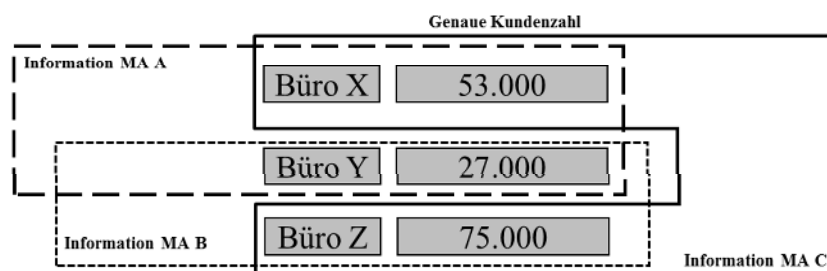 Genaue Kundenzahl
Information MA A
Büro X 53.000
Büro Y 27.000
Information MA B
Büro Z 75.000
Information MA C